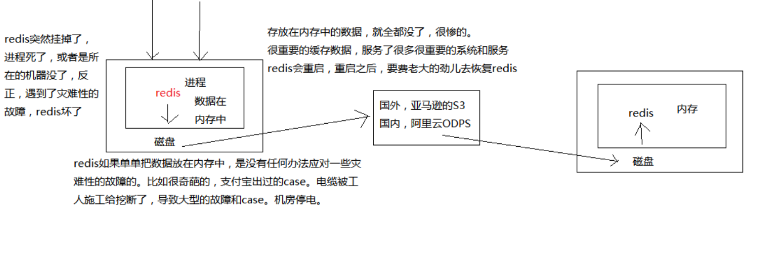 redis突然挂掉了，
进程死了，或者是所
在的机器没了，反
正，遇到了灾难性的
故障，redis坏了
存放在内存中的数据，就全都没了，很惨的。
很重要的缓存数据，服务了很多很重要的系统和服务
redis会重启，重启之后，要费老大的劲儿去恢复redis
进程
redis
数据在
内存中
磁盘
国外，亚马逊的S3
国内，阿里云ODPS
redis
内存
磁盘
redis如果单单把数据放在内存中，是没有任何办法应对一些灾
难性的故障的。比如很奇葩的，支付宝出过的case。电缆被工
人施工给挖断了，导致大型的故障和case。机房停电。